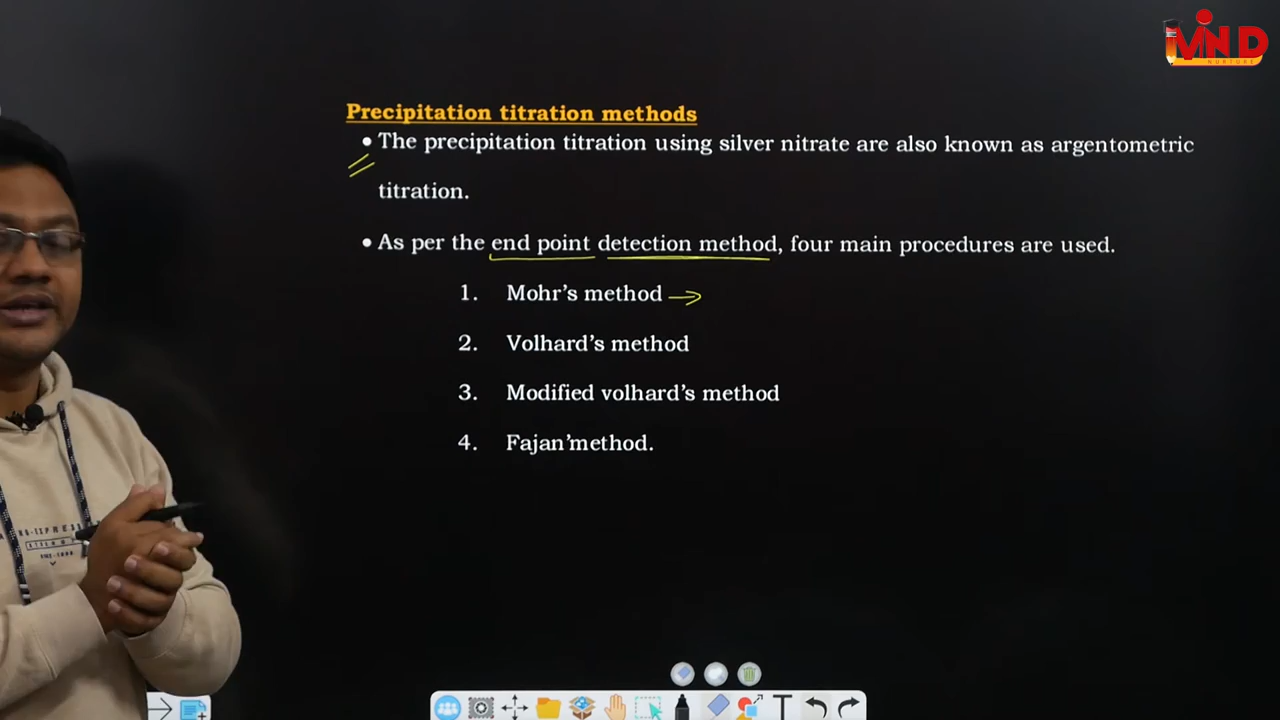 MIND
NURTURE
Precipitation titration methods
• The precipitation titration using silver nitrate are also known as argentometric
titration.
• As per the end point detection method, four main procedures are used.
1. Mohr's method
2. Volhard's method
3. Modified volhard's method
4. Fajan'method.
T